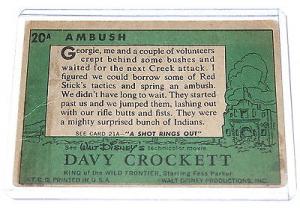 20A AMBUSH
Georgie, me and a couple of volunteers
crept behind some bushes and
waited for the next Creek attack. I
figured we could borrow some of Red
Stick's tactics and spring an ambush.
We didn't have long to wait. They started
past us and we jumped them, lashing out
with our rifle butts and fists. They were
a mighty surprised bunch of Indians.
SEE CARD 21A—"A SHOT RINGS OUT"
See WALT DISNEY'S technicolor movie
DAVY CROCKETT
KING of the WILD FRONTIER, Starring Fess Parker
T.C.G. PRINTED IN U.S.A. WALT DISNEY PRODUCTIONS, INC.